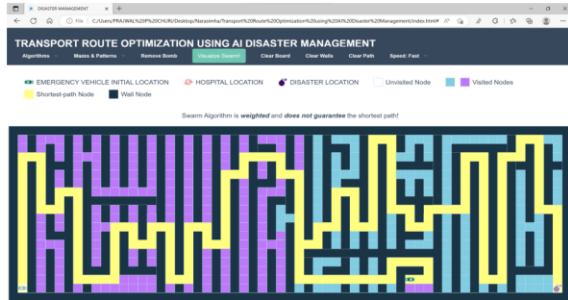 DISASTER MANAGEMENT
File | C:/Users/PRAJWAL%20P%20CHURI/Desktop/Narasimha/Transport%20Route%20Optimization%20using%20AI%20Disaster%20Management/index.html#
TRANSPORT ROUTE OPTIMIZATION USING AI DISASTER MANAGEMENT
Algorithms Mazes & Patterns Remove Bomb Visualize Swarm! Clear Board Clear Walls Clear Path Speed: Fast
EMERGENCY VEHICLE INITIAL LOCATION HOSPITAL LOCATION DISASTER LOCATION Unvisited Node Visited Nodes
Shortest-path Node Wall Node
Swarm Algorithm is weighted and does not guarantee the shortest path!